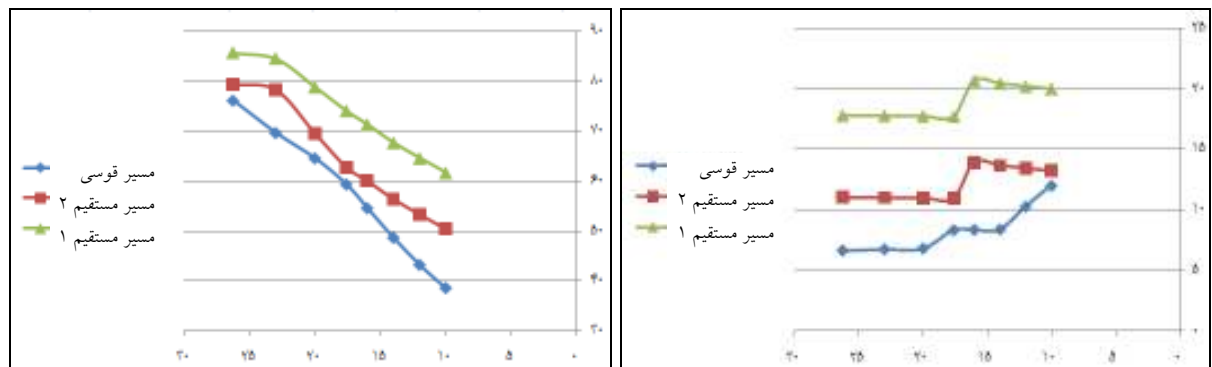 ۹۰
۸۰
۷۰
۶۰
۵۰
۴۰
۳۰
۳۰ ۲۵ ۲۰ ۱۵ ۱۰ ۵ ۰
مسیر قوسی
مسیر مستقیم ۲
مسیر مستقیم ۱
۲۵
۲۰
۱۵
۱۰
۵
۰
۳۰ ۲۵ ۲۰ ۱۵ ۱۰ ۵ ۰
مسیر قوسی
مسیر مستقیم ۲
مسیر مستقیم ۱